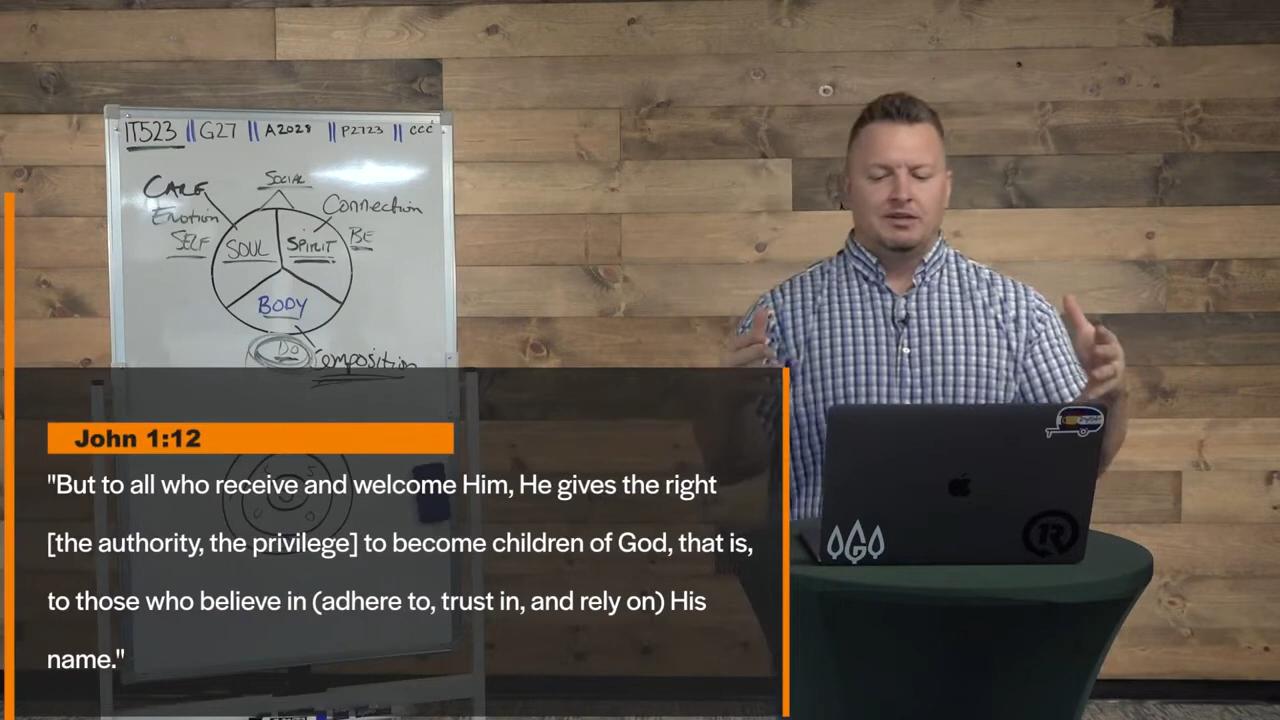 IT523 || G27 || A2028 || P2723 || CCC
SOCIAL
CARE
Connection
Emotion
SELF
SOUL
SPIRIT
BE
BODY
DO
Composition
John 1:12
"But to all who receive and welcome Him, He gives the right
[the authority, the privilege] to become children of God, that is,
to those who believe in (adhere to, trust in, and rely on) His
name."
1R